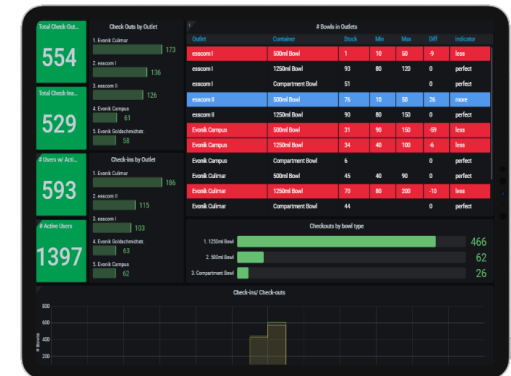 Total Check Out...
554
Total Check-ins...
529
# Users w/ Acti...
593
# Active Users
1397
Check Outs by Outlet
1. Evonik Culimar
173
2. esscom I
136
3. esscom II
126
4. Evonik Campus
61
5. Evonik Goldschmidts
58
Check-ins by Outlet
1. Evonik Culimar
186
2. esscom II
115
3. esscom I
103
4. Evonik Goldschmidts
63
5. Evonik Campus
62
# Bowls in Outlets
Outlet Container Stock Min Max Diff Indicator
esscom I 500ml Bowl 1 10 50 -9 less
esscom I 1250ml Bowl 93 80 120 0 perfect
esscom I Compartment Bowl 51 0 perfect
esscom II 500ml Bowl 76 10 50 26 more
esscom II 1250ml Bowl 90 80 150 0 perfect
Evonik Campus 500ml Bowl 31 90 150 -59 less
Evonik Campus 1250ml Bowl 34 40 100 -6 less
Evonik Campus Compartment Bowl 6 0 perfect
Evonik Culimar 500ml Bowl 45 40 90 0 perfect
Evonik Culimar 1250ml Bowl 70 80 200 -10 less
Evonik Culimar Compartment Bowl 44 0 perfect
Checkouts by bowl type
1. 1250ml Bowl 466
2. 500ml Bowl 62
3. Compartment Bowl 26
Check-ins/ Check-outs
600
400
400
200
# Bowls